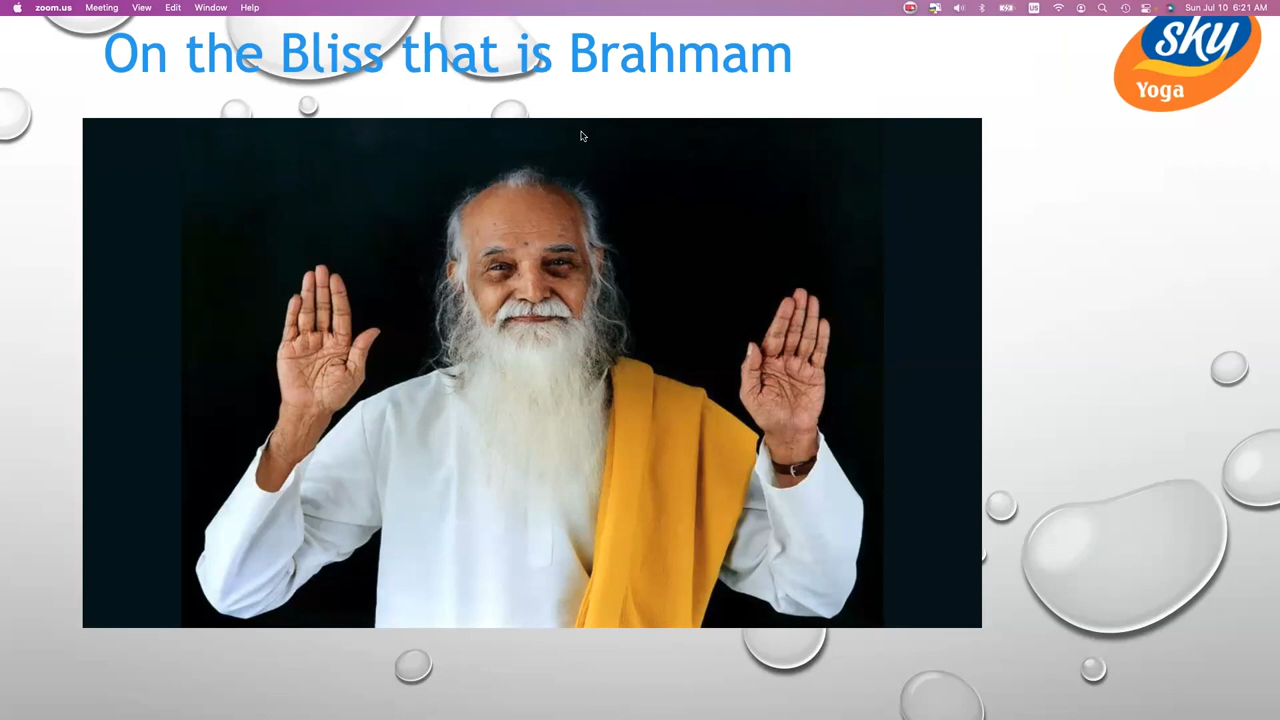 zoom.us Meeting View Edit Window Help
US
Sun Jul 10 6:21 AM
On the Bliss that is Brahmam
sky
Yoga